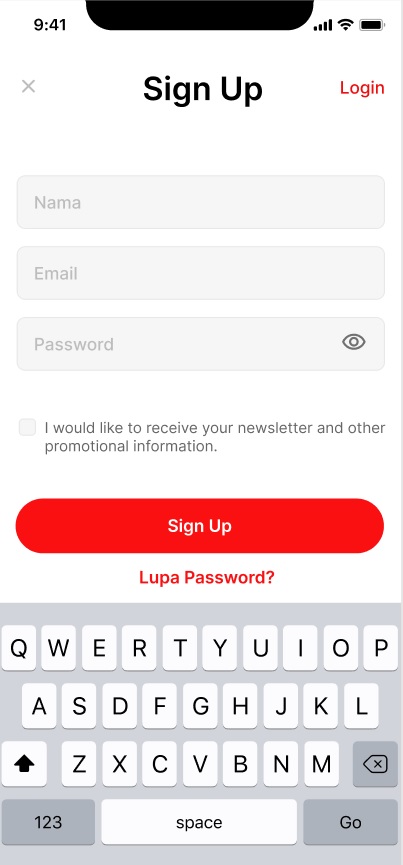 9:41
Sign Up
Login
Nama
Email
Password
I would like to receive your newsletter and other
promotional information.
Sign Up
Lupa Password?
Q W E R T Y U I O P
A S D F G H J K L
Z X C V B N M
123 space Go